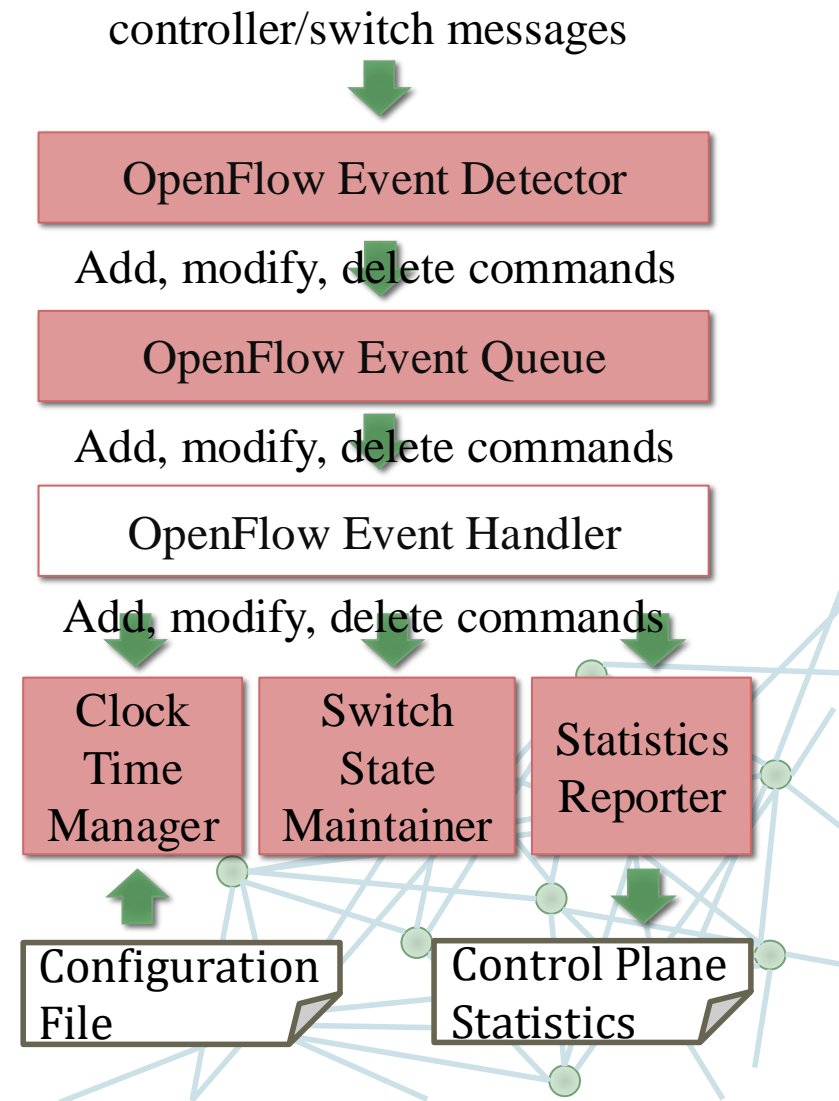 controller/switch messages
OpenFlow Event Detector
Add, modify, delete commands
OpenFlow Event Queue
Add, modify, delete commands
OpenFlow Event Handler
Add, modify, delete commands
Clock
Time
Manager
Switch
State
Maintainer
Statistics
Reporter
Configuration
File
Control Plane
Statistics